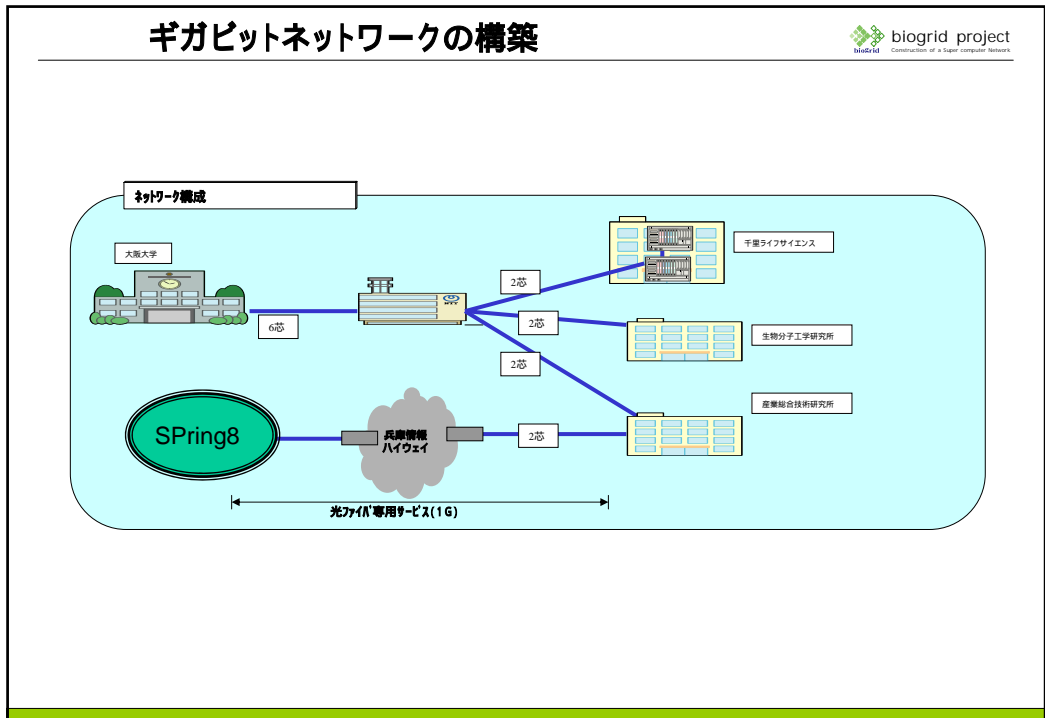 ギガビットネットワークの構築
biogrid project
Construction of a Super computer Network
bioGrid
ネットワーク構成
大阪大学
千里ライフサイエンス
2芯
NTT
6芯
2芯
生物分子工学研究所
2芯
産業総合技術研究所
SPring8
兵庫情報
ハイウェイ
2芯
光ファイバ専用サービス(1G)